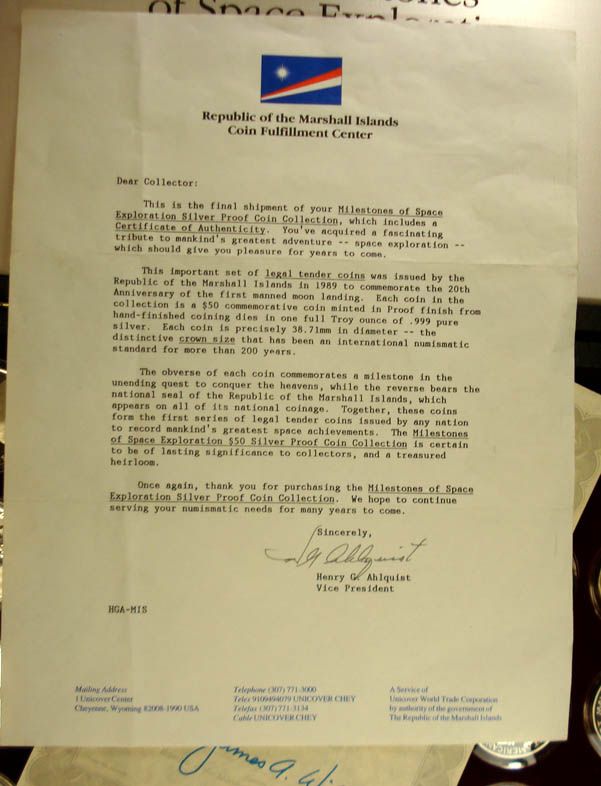 of Space Explorati
Republic of the Marshall Islands
Coin Fulfillment Center
Dear Collector:
This is the final shipment of your Milestones of Space
Exploration Silver Proof Coin Collection, which includes a
Certificate of Authenticity. You've acquired a fascinating
tribute to mankind's greatest adventure -- space exploration --
which should give you pleasure for years to come.
This important set of legal tender coins was issued by the
Republic of the Marshall Islands in 1989 to commemorate the 20th
Anniversary of the first manned moon landing. Each coin in the
collection is a $50 commemorative coin minted in Proof finish from
hand-finished coining dies in one full Troy ounce of .999 pure
silver. Each coin is precisely 38.71mm in diameter -- the
distinctive crown size that has been an international numismatic
standard for more than 200 years.
The obverse of each coin commemorates a milestone in the
unending quest to conquer the heavens, while the reverse bears the
national seal of the Republic of the Marshall Islands, which
appears on all of its national coinage. Together, these coins
form the first series of legal tender coins issued by any nation
to record mankind's greatest space achievements. The Milestones
of Space Exploration $50 Silver Proof Coin Collection is certain
to be of lasting significance to collectors, and a treasured
heirloom.
Once again, thank you for purchasing the Milestones of Space
Exploration Silver Proof Coin Collection. We hope to continue
serving your numismatic needs for many years to come.
Sincerely,
HG Ahlquist
Henry G. Ahlquist
Vice President
HGA-MIS
Mailing Address
1 Unicover Center
Cheyenne, Wyoming 82008-1990 USA
Telephone (307) 771-3000
Telex 9109494079 UNICOVER CHEY
Telefax (307) 771-3134
Cable UNICOVER CHEY
A Service of
Unicover World Trade Corporation
by authority of the government of
The Republic of the Marshall Islands
James A.